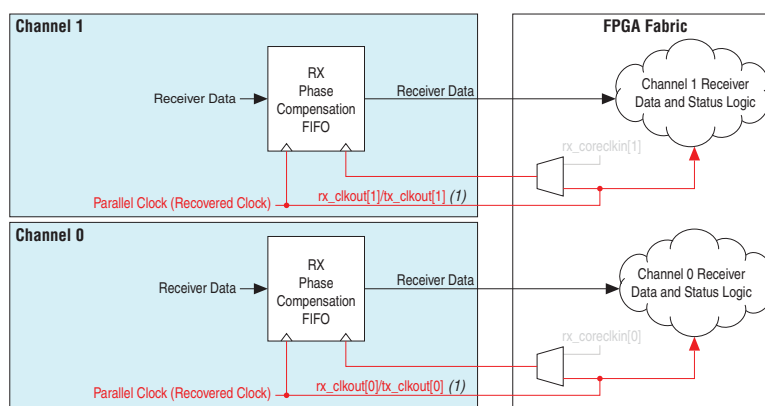 Channel 1
FPGA Fabric
RX
Phase
Compensation
FIFO
Receiver Data
Receiver Data
Channel 1 Receiver
Data and Status Logic
rx_coreclkin[1]
Parallel Clock (Recovered Clock)
rx_clkout[1]/tx_clkout[1] (1)
Channel 0
RX
Phase
Compensation
FIFO
Receiver Data
Receiver Data
Channel 0 Receiver
Data and Status Logic
rx_coreclkin[0]
Parallel Clock (Recovered Clock)
rx_clkout[0]/tx_clkout[0] (1)